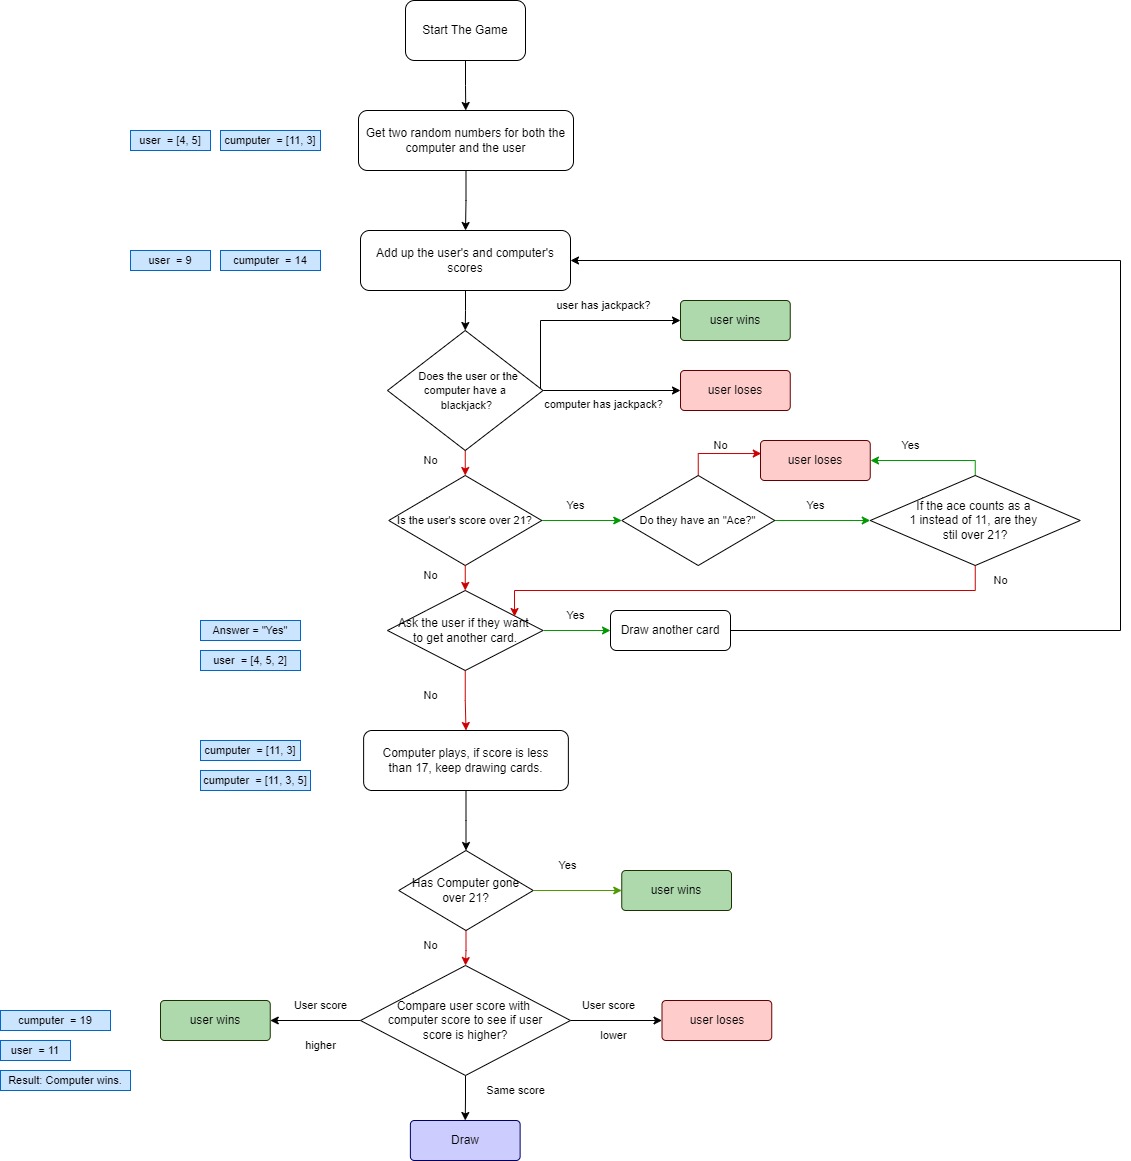 Start The Game
user = [4, 5]
cumputer = [11, 3]
Get two random numbers for both the
computer and the user
user = 9
cumputer = 14
Add up the user's and cumputer's
scores
user has jackpack?
user wins
Does the user or the
cumputer have a
blackjack?
user loses
computer has jackpack?
No
No
user loses
Yes
Is the user's score over 21?
Yes
Do they have an "Ace?"
Yes
If the ace counts as a
1 instead of 11, are they
stil over 21?
No
No
Answer = "Yes"
user = [4, 5, 2]
Ask the user if they want
to get another card.
Yes
Draw another card
No
cumputer = [11, 3]
cumputer = [11, 3, 5]
Computer plays, if score is less
than 17, keep drawing cards.
Has Computer gone
over 21?
Yes
user wins
No
cumputer = 19
user = 11
Result: Computer wins.
user wins
User score
higher
Compare user score with
computer score to see if user
score is higher?
User score
lower
user loses
Same score
Draw